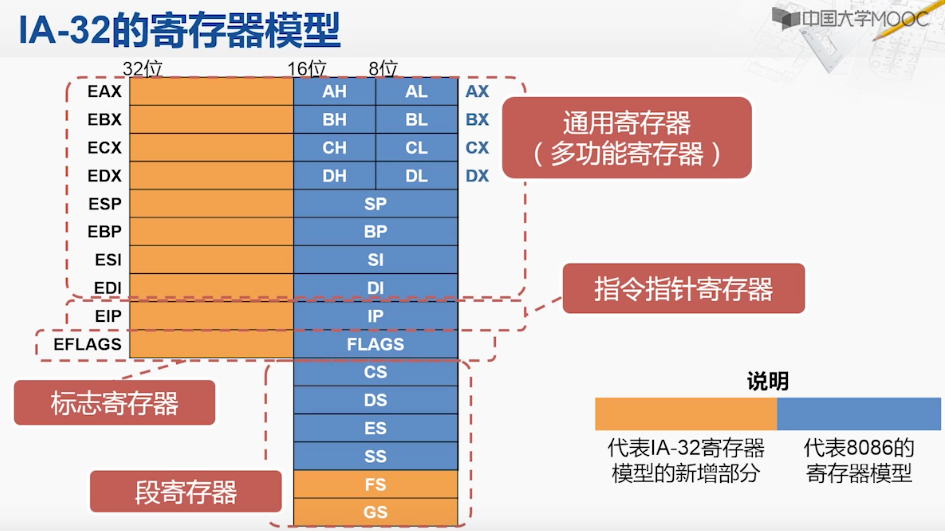 IA-32的寄存器模型
中国大学MOOC
32位 16位 8位
EAX AH AL AX
EBX BH BL BX
ECX CH CL CX
EDX DH DL DX
通用寄存器
（多功能寄存器）
ESP SP
EBP BP
ESI SI
EDI DI
指令指针寄存器
EIP IP
EFLAGS FLAGS
标志寄存器
CS
DS
ES
SS
FS
GS
段寄存器
说明
代表IA-32寄存器
模型的新增部分
代表8086的
寄存器模型